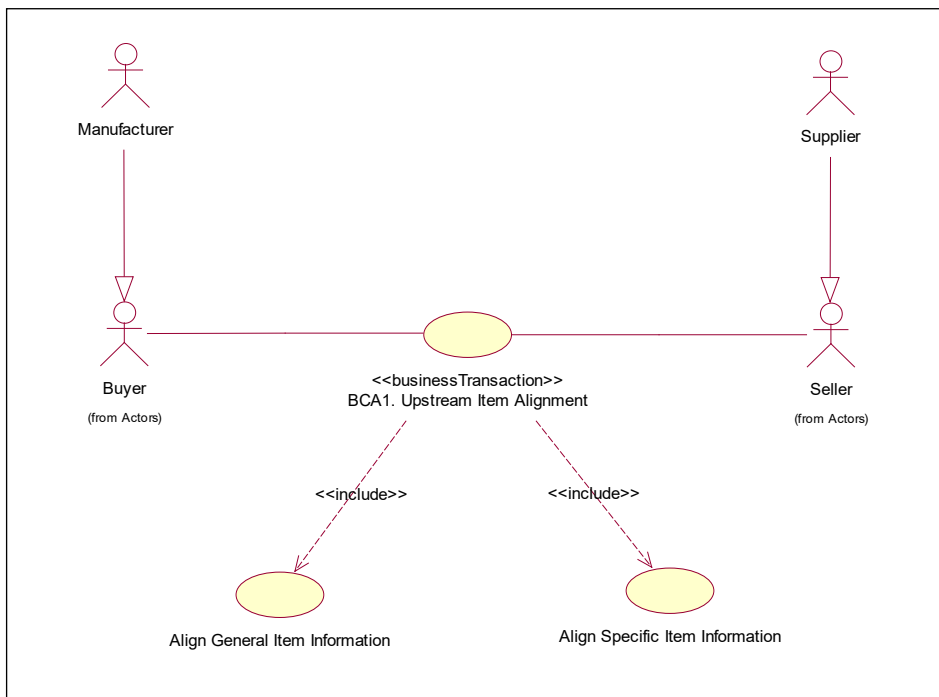 Manufacturer
Supplier
Buyer
(from Actors)
<<businessTransaction>>
BCA1. Upstream Item Alignment
Seller
(from Actors)
<<include>>
<<include>>
Align General Item Information
Align Specific Item Information